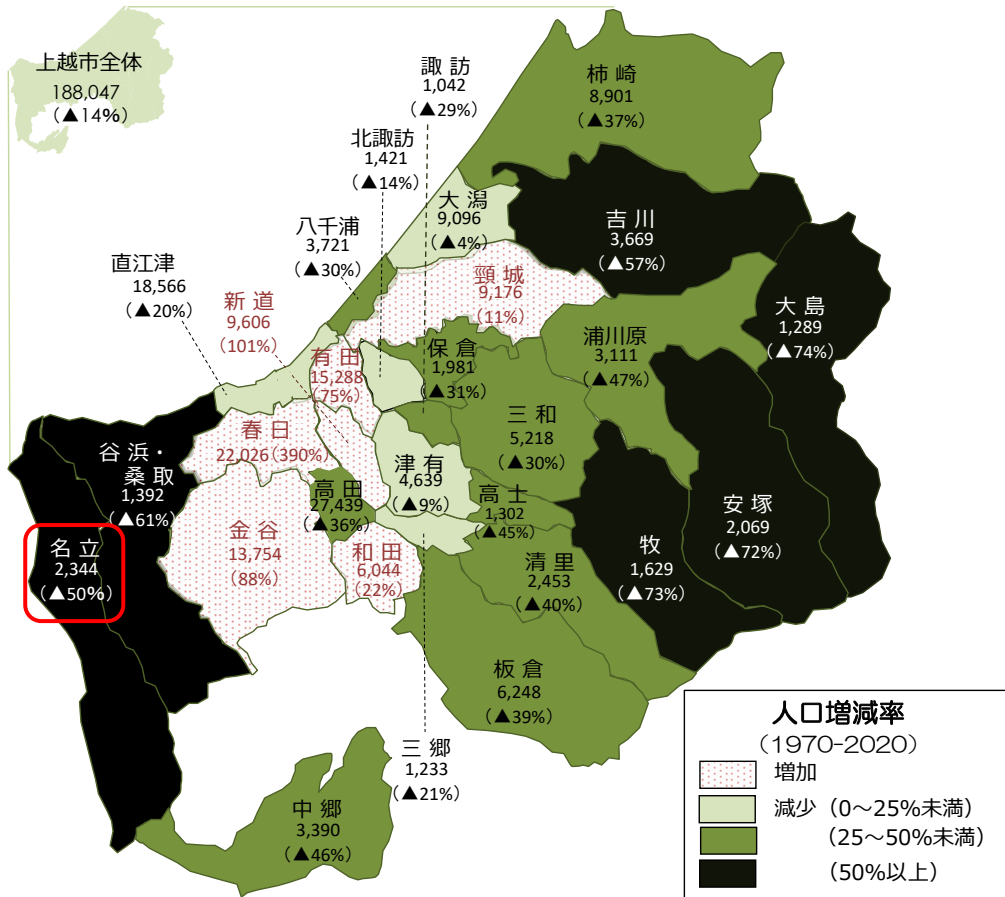 上越市全体
188,047
(▲14%)
諏訪
1,042
(▲29%)
柿崎
8,901
(▲37%)
北諏訪
1,421
(▲14%)
大潟
9,096
(▲4%)
吉川
3,669
(▲57%)
八千浦
3,721
(▲30%)
直江津
18,566
(▲20%)
頸城
9,176
(11%)
新道
9,606
(101%)
大島
1,289
(▲74%)
浦川原
3,111
(▲47%)
有田
15,288
(75%)
保倉
1,981
(▲31%)
三和
5,218
(▲30%)
春日
22,026(390%)
谷浜・
桑取
1,392
(▲61%)
津有
4,639
(▲9%)
高田
27,439
(▲36%)
高士
1,302
(▲45%)
安塚
2,069
(▲72%)
金谷
13,754
(88%)
名立
2,344
(▲50%)
和田
6,044
(22%)
牧
1,629
(▲73%)
清里
2,453
(▲40%)
板倉
6,248
(▲39%)
三郷
1,233
(▲21%)
中郷
3,390
(▲46%)
人口増減率
(1970-2020)
増加
減少(0～25%未満)
(25～50%未満)
(50%以上)